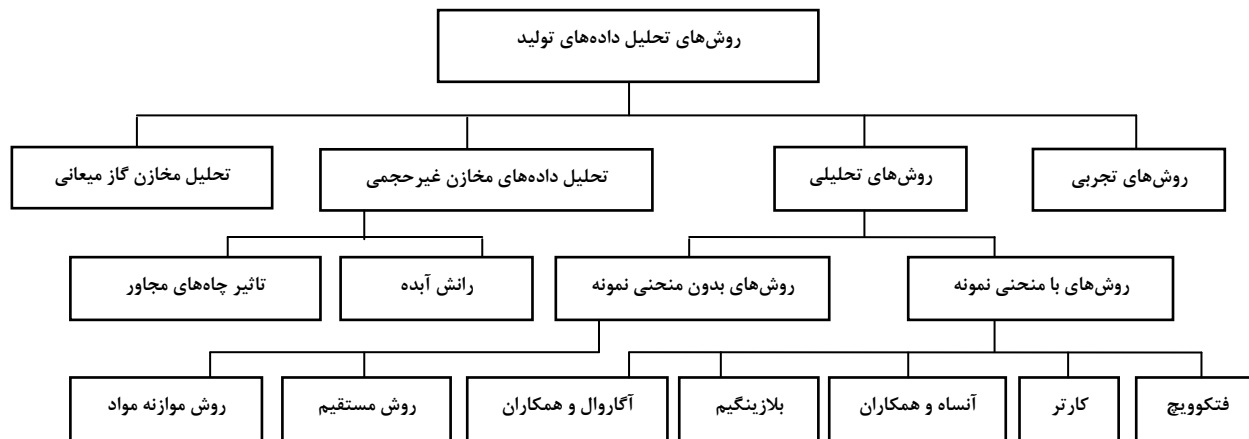 روش‌های تحلیل داده‌های تولید
روش‌های تجربی
روش‌های تحلیلی
تحلیل داده‌های مخازن غیرحجمی
تحلیل مخازن گاز میعانی
روش‌های با منحنی نمونه
روش‌های بدون منحنی نمونه
رانش آبده
تاثیر چاه‌های مجاور
فتکوویچ
کارتر
آنساه و همکاران
بلازینگیم
آگاروال و همکاران
روش مستقیم
روش موازنه مواد